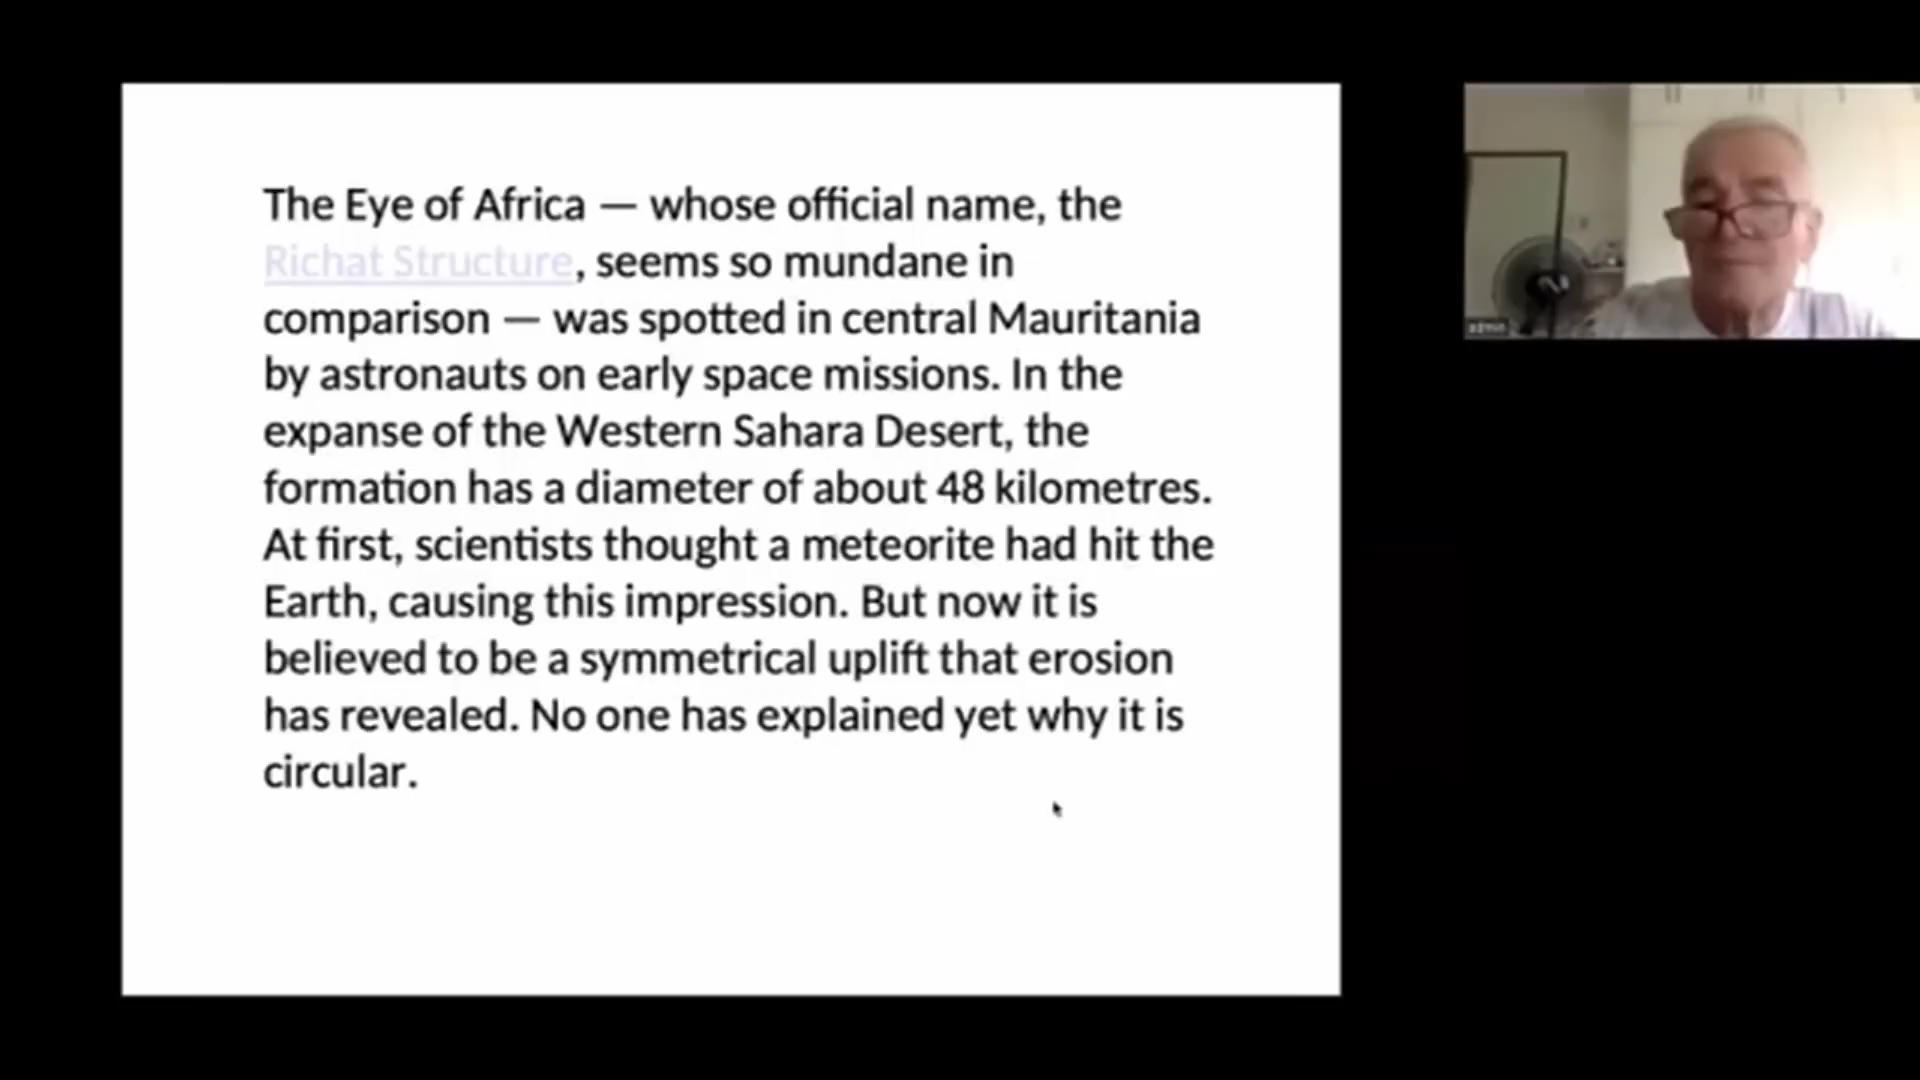 The Eye of Africa — whose official name, the
Richat Structure, seems so mundane in
comparison — was spotted in central Mauritania
by astronauts on early space missions. In the
expanse of the Western Sahara Desert, the
formation has a diameter of about 48 kilometres.
At first, scientists thought a meteorite had hit the
Earth, causing this impression. But now it is
believed to be a symmetrical uplift that erosion
has revealed. No one has explained yet why it is
circular.
admin